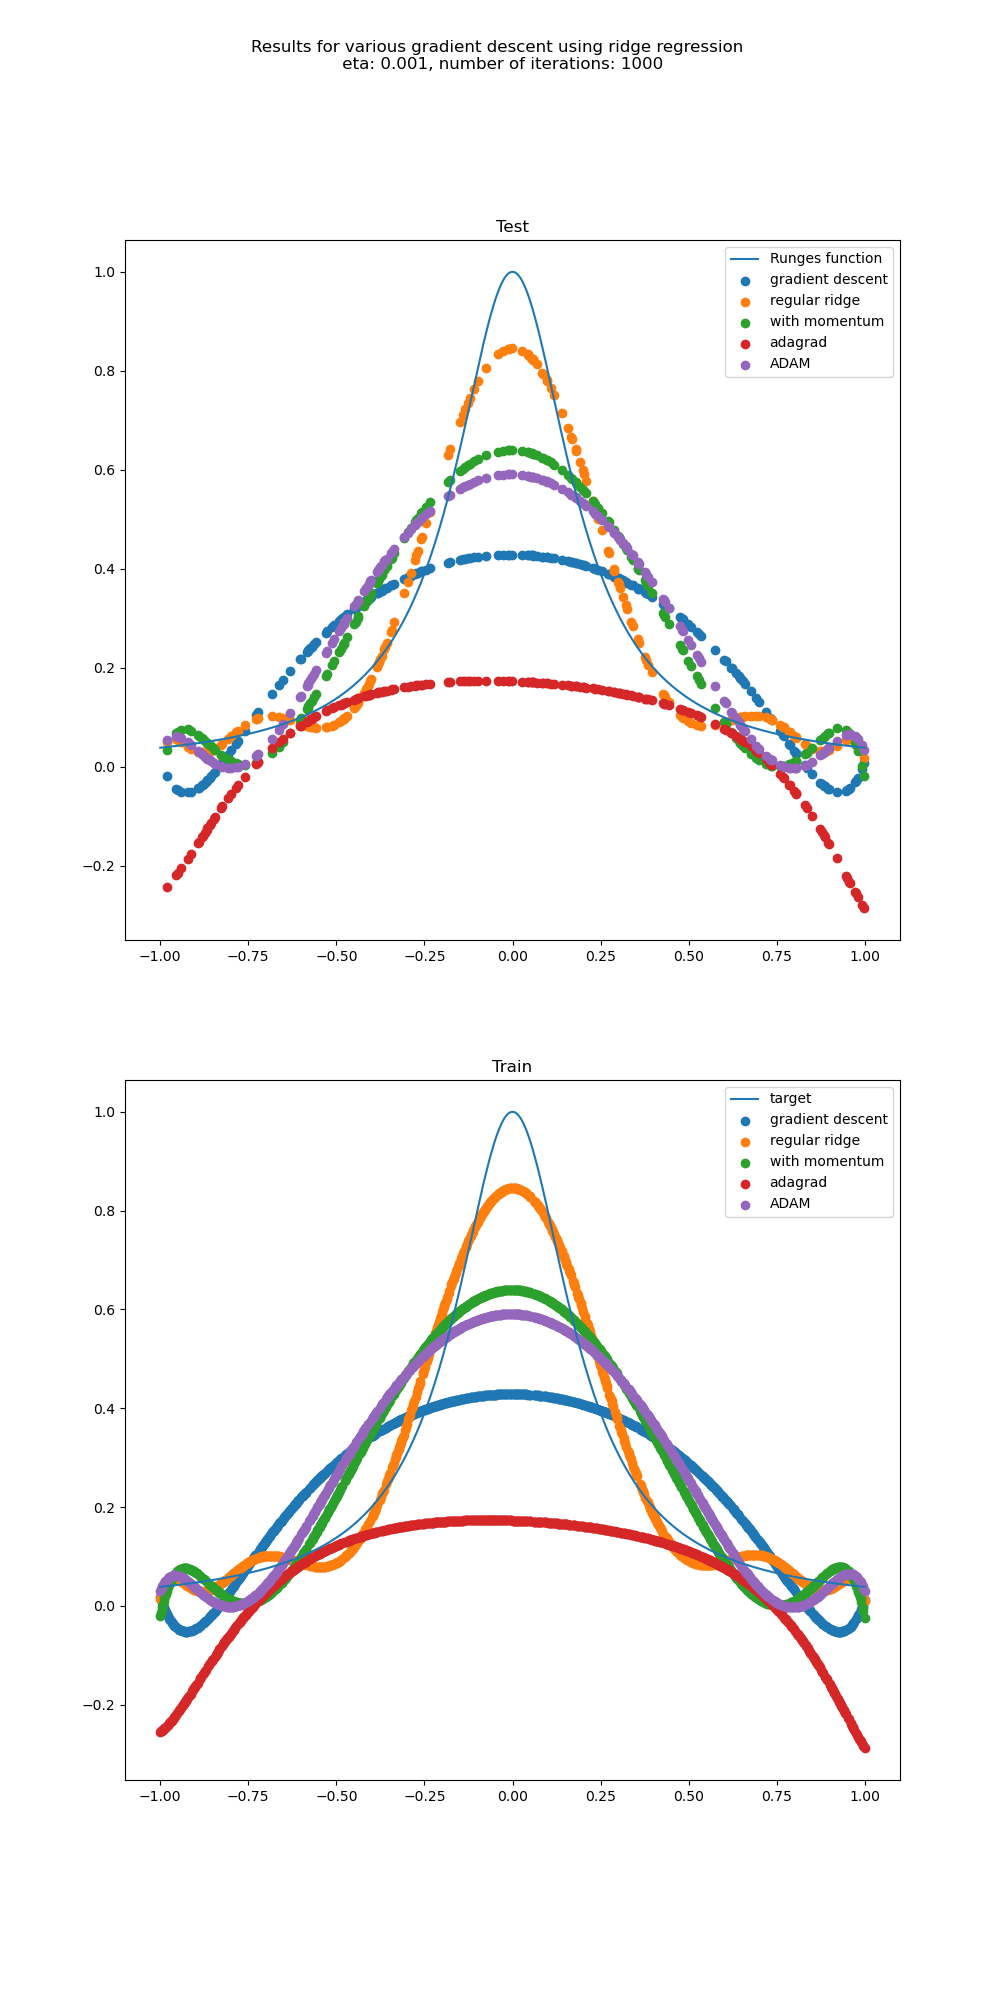 Results for various gradient descent using ridge regression
eta: 0.001, number of iterations: 1000
Test
Runges function
gradient descent
regular ridge
with momentum
adagrad
ADAM
1.0
0.8
0.6
0.4
0.2
0.0
−0.2
−1.00 −0.75 −0.50 −0.25 0.00 0.25 0.50 0.75 1.00
Train
target
gradient descent
regular ridge
with momentum
adagrad
ADAM
1.0
0.8
0.6
0.4
0.2
0.0
−0.2
−1.00 −0.75 −0.50 −0.25 0.00 0.25 0.50 0.75 1.00